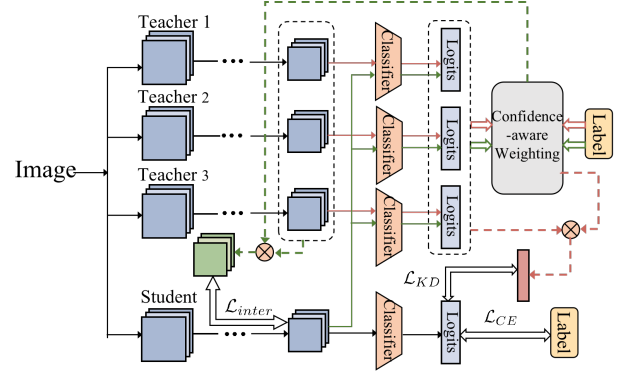 Teacher 1
Classifier
Logits
Teacher 2
Classifier
Logits
Confidence
-aware
Weighting
Label
Image
Teacher 3
Classifier
Logits
Student
ℒ_inter
Classifier
Logits
ℒ_KD
ℒ_CE
Label